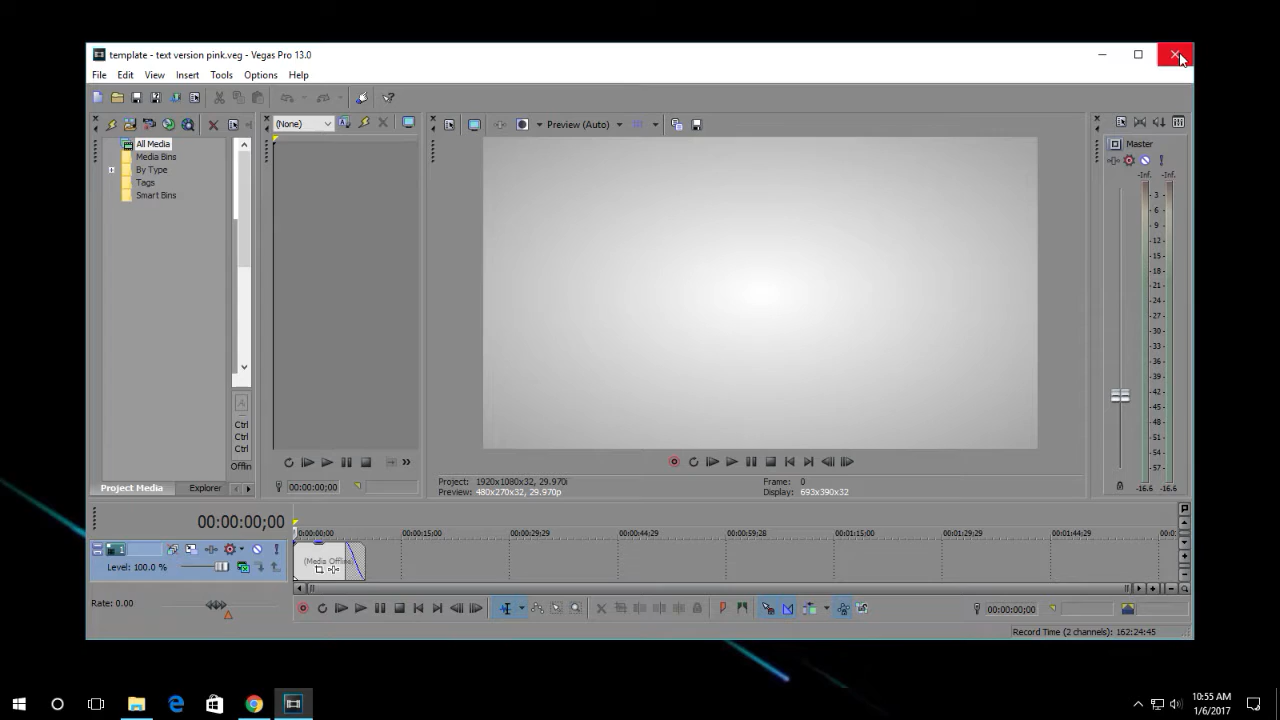 template - text version pink.veg - Vegas Pro 13.0
File Edit View Insert Tools Options Help
(None)
Preview (Auto)
All Media
Media Bins
By Type
Tags
Smart Bins
Master
-Inf. -Inf.
3
6
9
12
15
18
21
24
27
30
33
36
39
42
45
48
51
54
57
-16.6 -16.6
Ctrl
Ctrl
Ctrl
Offlin
Project Media Explorer
00:00:00;00
Project: 1920x1080x32, 29.970i
Preview: 480x270x32, 29.970p
Frame: 0
Display: 693x390x32
00:00:00;00
0:00:00;00 00:00:15;00 00:00:29;29 00:00:44;29 00:00:59;28 00:01:15;00 00:01:29;29 00:01:44;29 00:0:
1
Level: 100.0 %
(Media Offline)
Rate: 0.00
00:00:00;00
Record Time (2 channels): 162:24:45
10:55 AM
1/6/2017